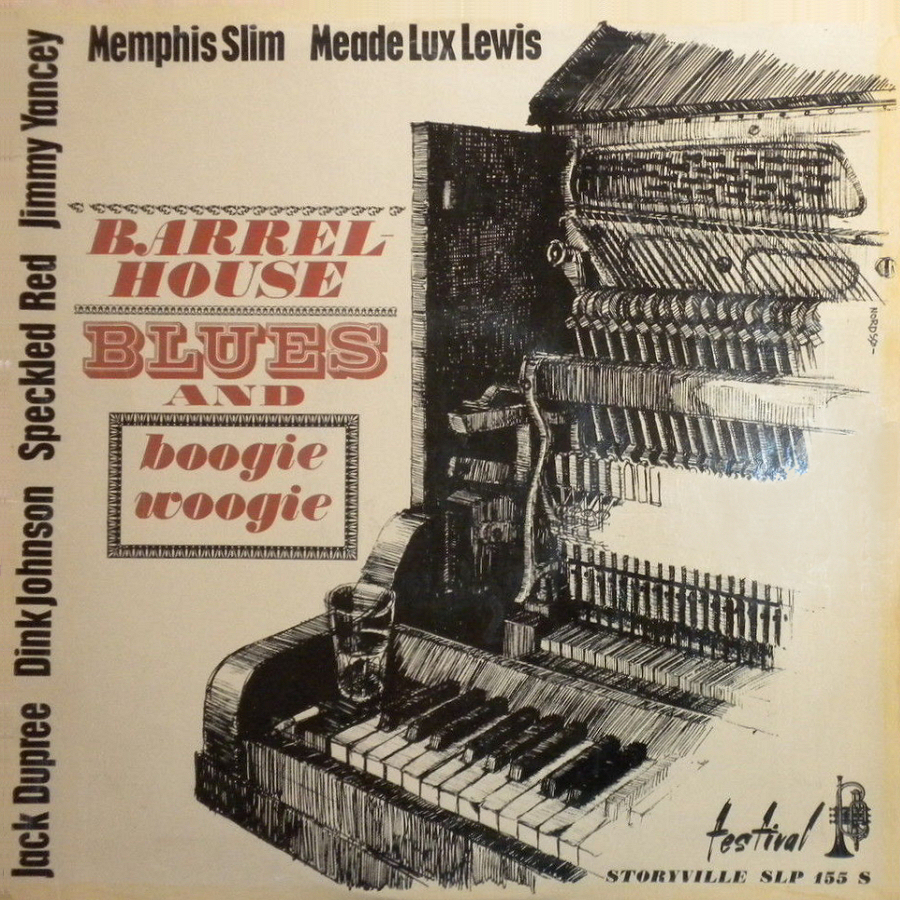 Memphis Slim Meade Lux Lewis
Jack Dupree Dink Johnson Speckled Red Jimmy Yancey
BARREL-
HOUSE
BLUES
AND
boogie
woogie
festival
STORYVILLE SLP 155 S